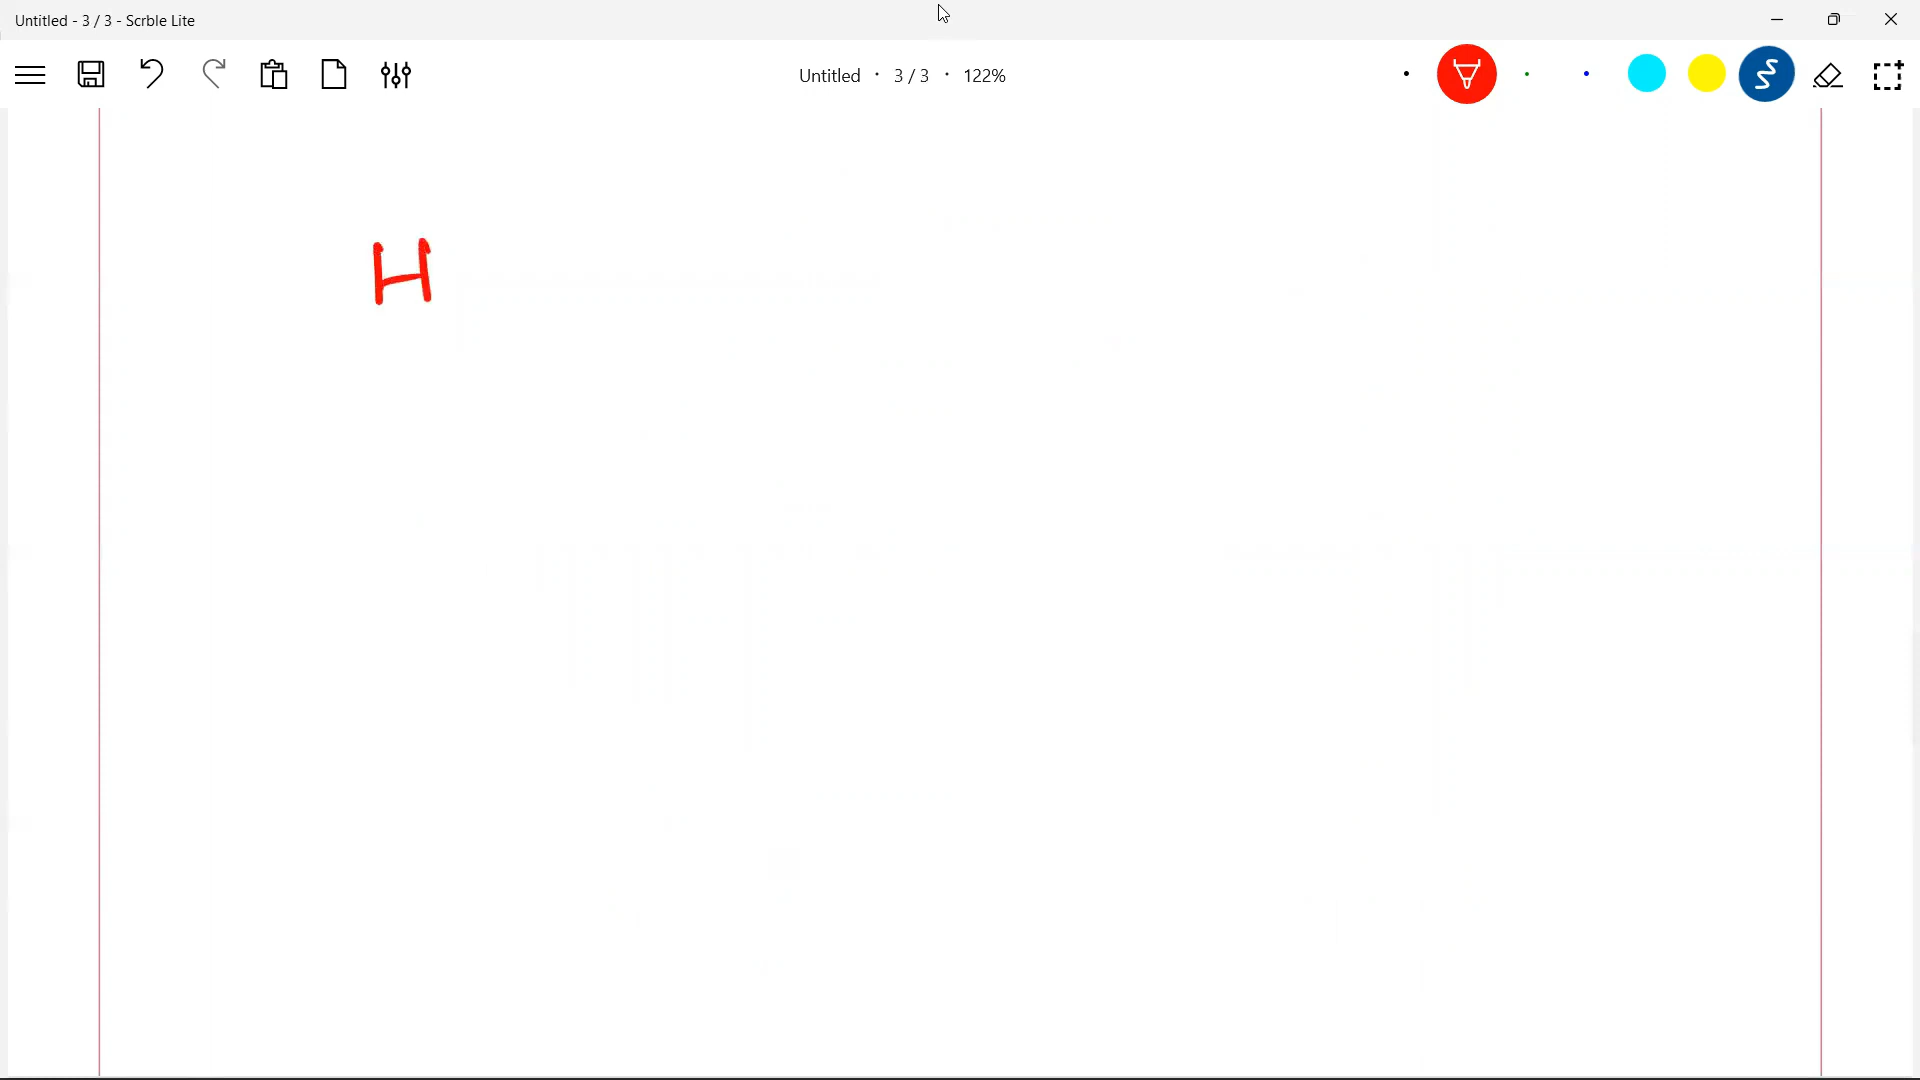 Untitled - 3 / 3 - Scrble Lite
Untitled · 3 / 3 · 122%
H